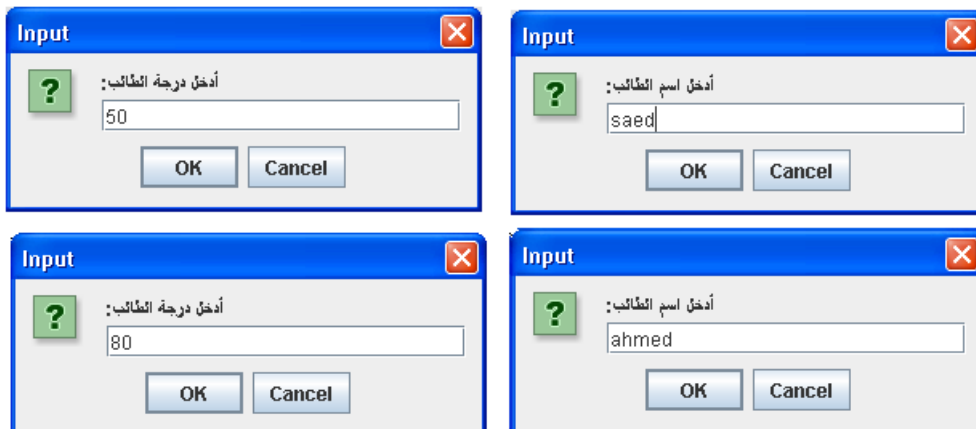 Input
أدخل اسم الطالب:
saed
OK Cancel
Input
أدخل درجة الطالب:
50
OK Cancel
Input
أدخل اسم الطالب:
ahmed
OK Cancel
Input
أدخل درجة الطالب:
80
OK Cancel